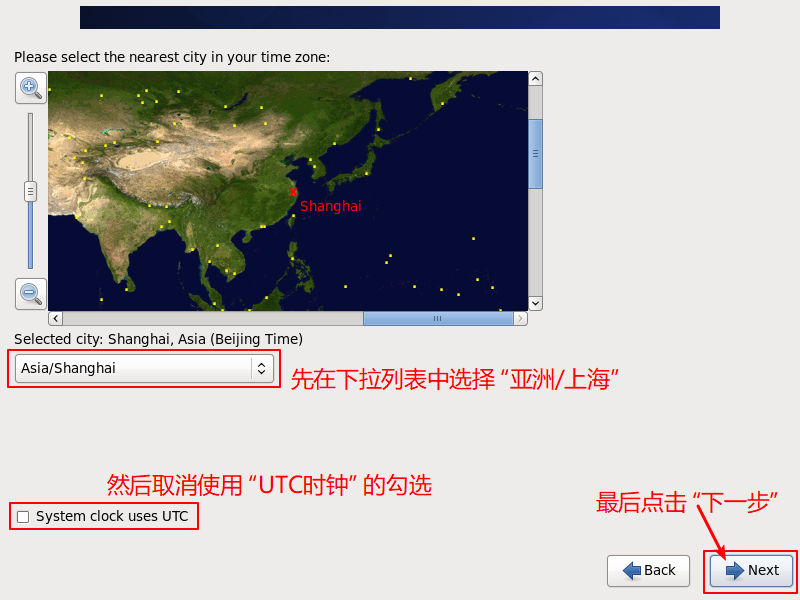 Please select the nearest city in your time zone:
Shanghai
Selected city: Shanghai, Asia (Beijing Time)
Asia/Shanghai
先在下拉列表中选择 “亚洲/上海”
然后取消使用 “UTC时钟” 的勾选
System clock uses UTC
最后点击 “下一步”
Back
Next